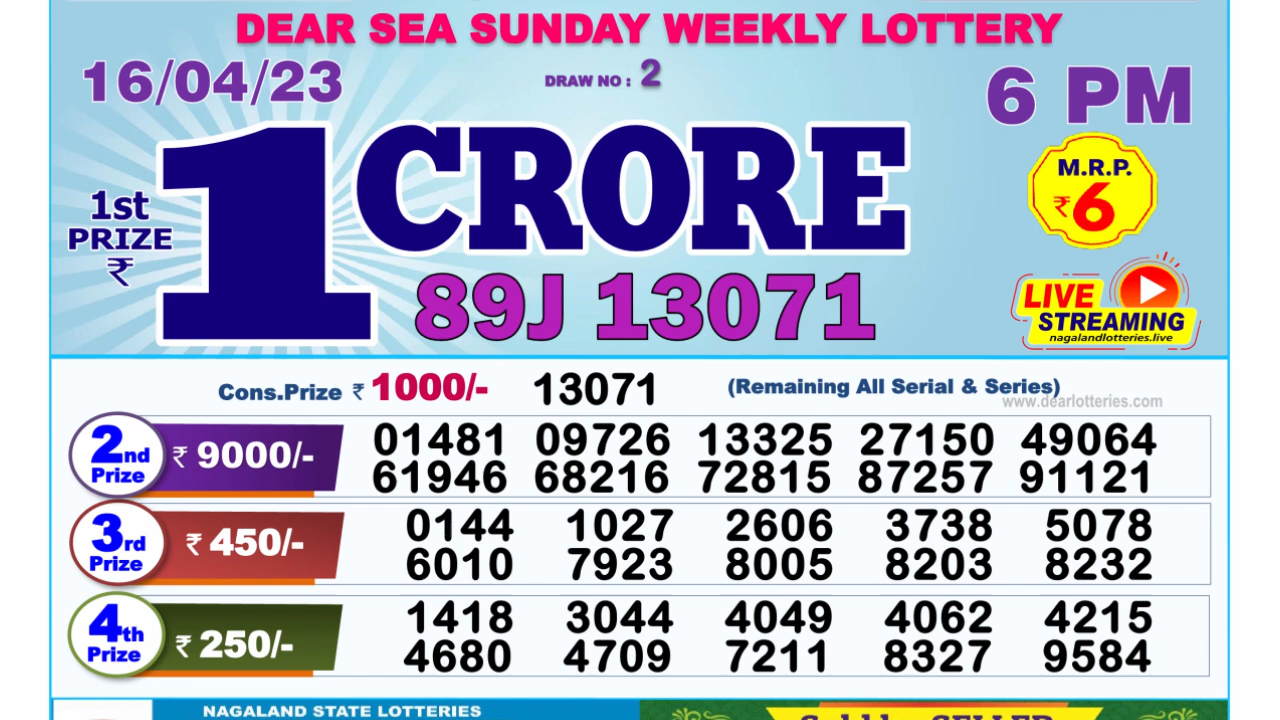 DEAR SEA SUNDAY WEEKLY LOTTERY
16/04/23
DRAW NO : 2
6 PM
1st
PRIZE
₹
1 CRORE
M.R.P.
₹6
89J 13071
LIVE
STREAMING
nagalandlotteries.live
Cons.Prize ₹ 1000/- 13071 (Remaining All Serial & Series)
www.dearlotteries.com
2nd
Prize
₹ 9000/-
01481 09726 13325 27150 49064
61946 68216 72815 87257 91121
3rd
Prize
₹ 450/-
0144 1027 2606 3738 5078
6010 7923 8005 8203 8232
4th
Prize
₹ 250/-
1418 3044 4049 4062 4215
4680 4709 7211 8327 9584
NAGALAND STATE LOTTERIES